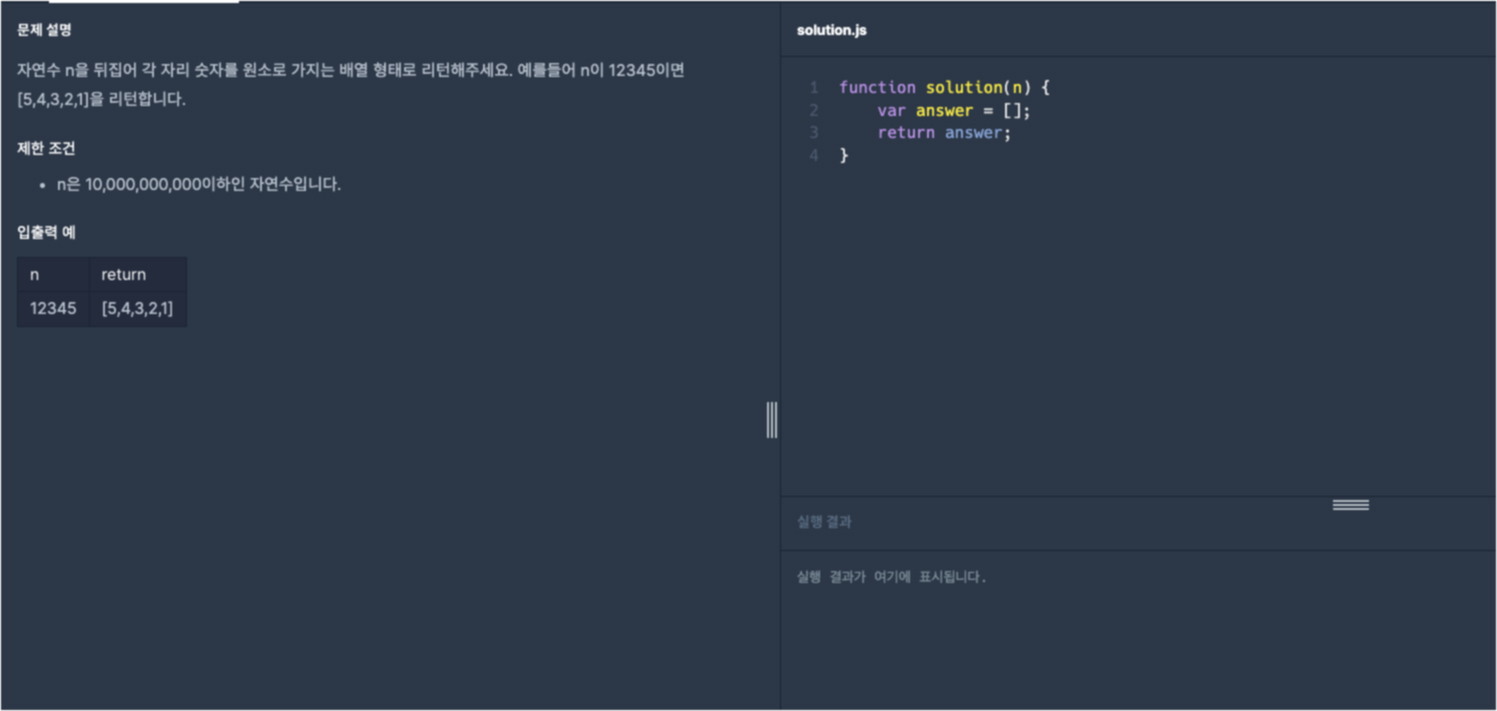 문제 설명
자연수 n을 뒤집어 각 자리 숫자를 원소로 가지는 배열 형태로 리턴해주세요. 예를들어 n이 12345이면
[5,4,3,2,1]을 리턴합니다.
제한 조건
• n은 10,000,000,000이하인 자연수입니다.
입출력 예
n return
12345 [5,4,3,2,1]
solution.js
1 function solution(n) {
2     var answer = [];
3     return answer;
4 }
실행 결과
실행 결과가 여기에 표시됩니다.